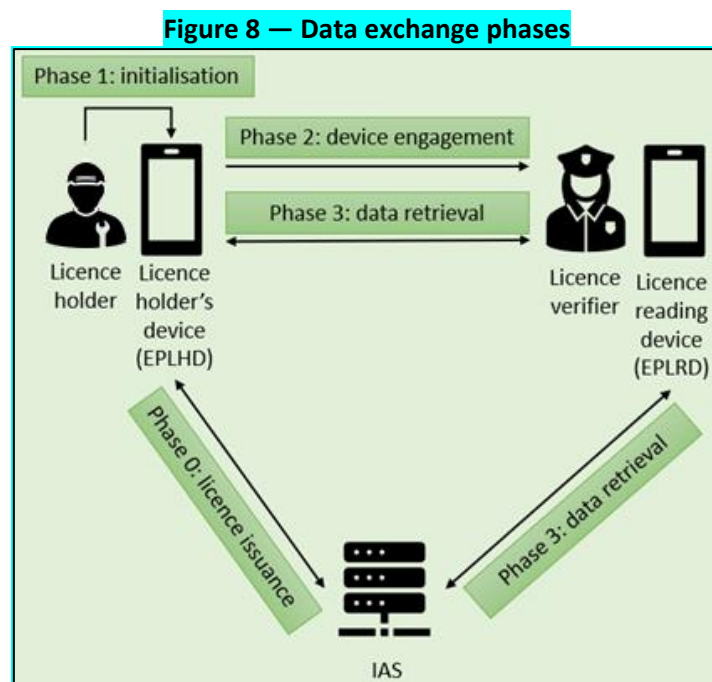 Figure 8 — Data exchange phases
Phase 1: initialisation
Phase 2: device engagement
Phase 3: data retrieval
Licence
holder
Licence
holder’s
device
(EPLHD)
Licence
verifier
Licence
reading
device
(EPLRD)
Phase 0: licence issuance
Phase 3: data retrieval
IAS